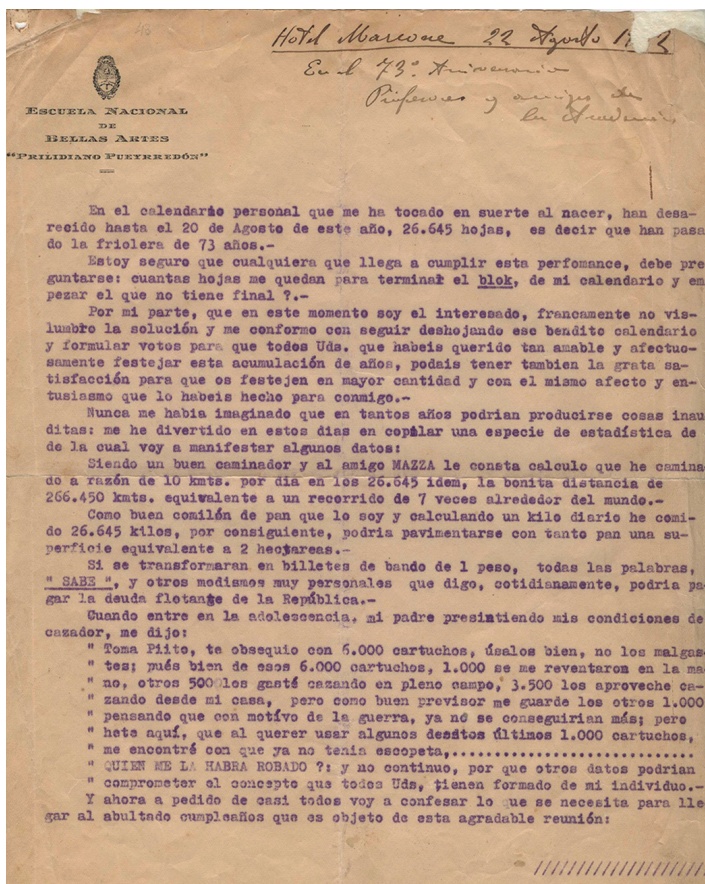 Hotel Marcone 22 Agosto
En el 73º Aniversario
Profesores y amigos de
la Academia
ESCUELA NACIONAL
DE
BELLAS ARTES
"PRILIDIANO PUEYRREDÓN"
En el calendario personal que me ha tocado en suerte al nacer, han desa-
recido hasta el 20 de Agosto de este año, 26.645 hojas, es decir que han pasa
do la friolera de 73 años.-
Estoy seguro que cualquiera que llega a cumplir esta perfomance, debe pre
guntarse: cuantas hojas me quedan para terminar el blok, de mi calendario y em
pezar el que no tiene final ?.-
Por mi parte, que en este momento soy el interesado, francamente no vis-
lumbro la solución y me conformo con seguir deshojando ese bendito calendario
y formular votos para que todos Uds. que habeis querido tan amable y afectuo-
samente festejar esta acumulación de años, podais tener tambien la grata sa-
tisfacción para que os festejen en mayor cantidad y con el mismo afecto y en-
tusiasmo que lo habeis hecho para conmigo.-
Nunca me habia imaginado que en tantos años podrian producirse cosas inau
ditas: me he divertido en estos dias en copilar una especie de estadística de
de la cual voy a manifestar algunos datos:
Siendo un buen caminador y al amigo MAZZA le consta calculo que he camina
do a razón de 10 kmts. por dia en los 26.645 idem, la bonita distancia de
266.450 kmts. equivalente a un recorrido de 7 veces alrededor del mundo.-
Como buen comilón de pan que lo soy y calculando un kilo diario he comi-
do 26.645 kilos, por consiguiente, podria pavimentarse con tanto pan una su-
perficie equivalente a 2 hectareas.-
Si se transformaran en billetes de bando de 1 peso, todas las palabras,
" SABE ", y otros modismos muy personales que digo, cotidianamente, podria pa
gar la deuda flotante de la República.-
Cuando entre en la adolescencia, mi padre presintiendo mis condiciones de
cazador, me dijo:
" Toma Piito, te obsequio con 6.000 cartuchos, úsalos bien, no los malgas-
" tes; pués bien de esos 6.000 cartuchos, 1.000 se me reventaron en la ma
" no, otros 500 los gasté cazando en pleno campo, 3.500 los aproveche ca-
" zando desde mi casa, pero como buen previsor me guarde los otros 1.000
" pensando que con motívo de la guerra, ya no se conseguirian más; pero
" hete aquí, que al querer usar algunos desitos últimos 1.000 cartuchos,
" me encontré con que ya no tenia escopeta,..............................
" QUIEN ME LA HABRA ROBADO ?: y no continuo, por que otros datos podrian
" comprometer el concepto que todos Uds, tienen formado de mi individuo.-
Y ahora a pedido de casi todos voy a confesar lo que se necesita para lle
gar al abultado cumpleaños que es objeto de esta agradable reunión:
////////////////////